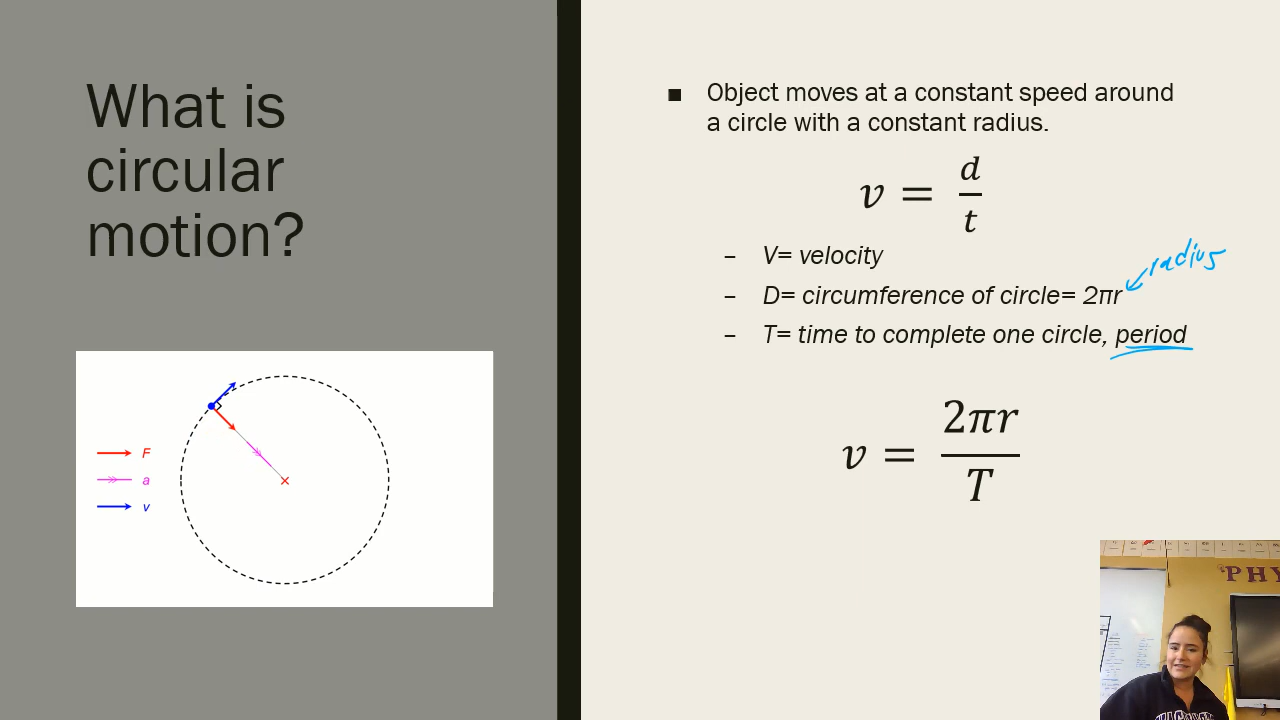 What is
circular
motion?
F
a
v
■ Object moves at a constant speed around
a circle with a constant radius.
v = d/t
– V= velocity
radius
– D= circumference of circle= 2πr
– T= time to complete one circle, period
v = 2πr/T
PHY